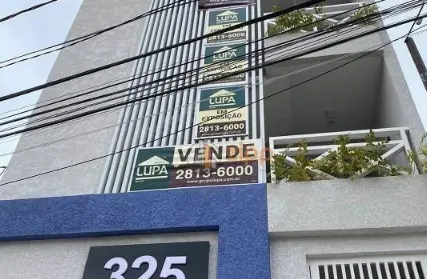 LUPA
2813-6000
LUPA
LUPA
EM
EXPOSIÇÃO
2813-6000
LUPA
VENDE
2813-6000
www.grupolupa.com.br
325